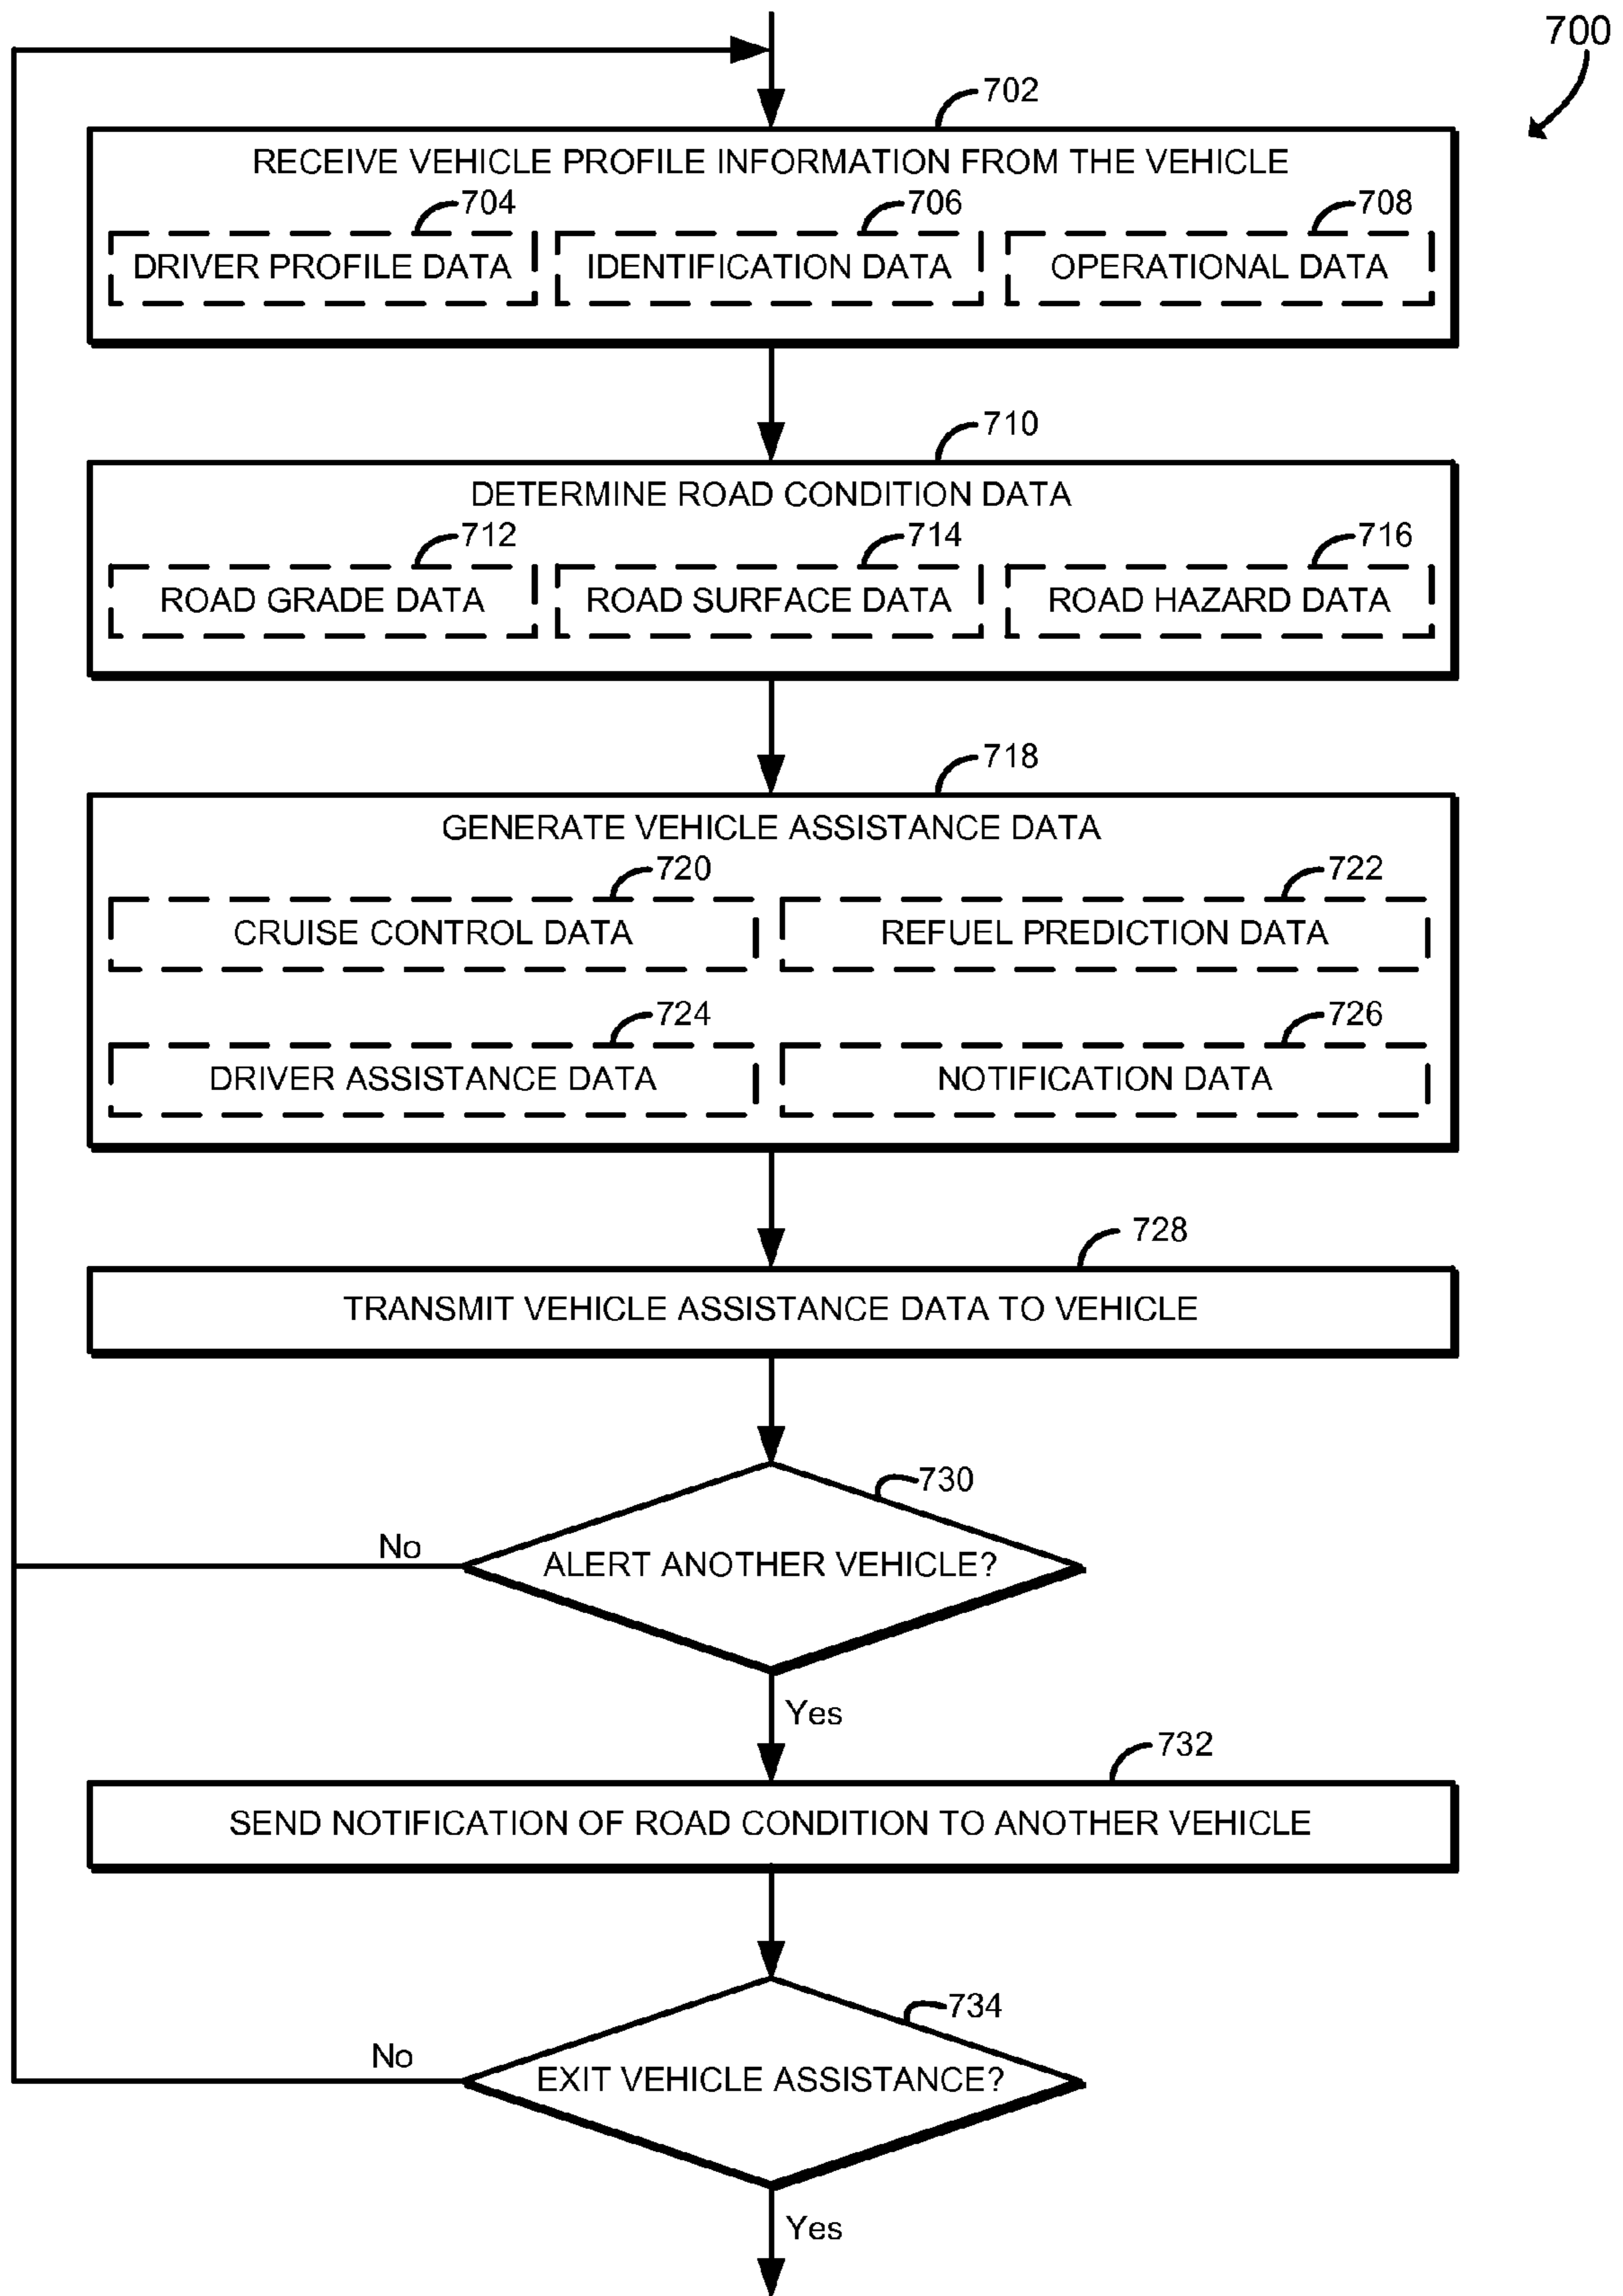 700
702
RECEIVE VEHICLE PROFILE INFORMATION FROM THE VEHICLE
704
706
708
DRIVER PROFILE DATA
IDENTIFICATION DATA
OPERATIONAL DATA
710
DETERMINE ROAD CONDITION DATA
712
714
716
ROAD GRADE DATA
ROAD SURFACE DATA
ROAD HAZARD DATA
718
GENERATE VEHICLE ASSISTANCE DATA
720
722
CRUISE CONTROL DATA
REFUEL PREDICTION DATA
724
726
DRIVER ASSISTANCE DATA
NOTIFICATION DATA
728
TRANSMIT VEHICLE ASSISTANCE DATA TO VEHICLE
730
No
ALERT ANOTHER VEHICLE?
Yes
732
SEND NOTIFICATION OF ROAD CONDITION TO ANOTHER VEHICLE
734
No
EXIT VEHICLE ASSISTANCE?
Yes